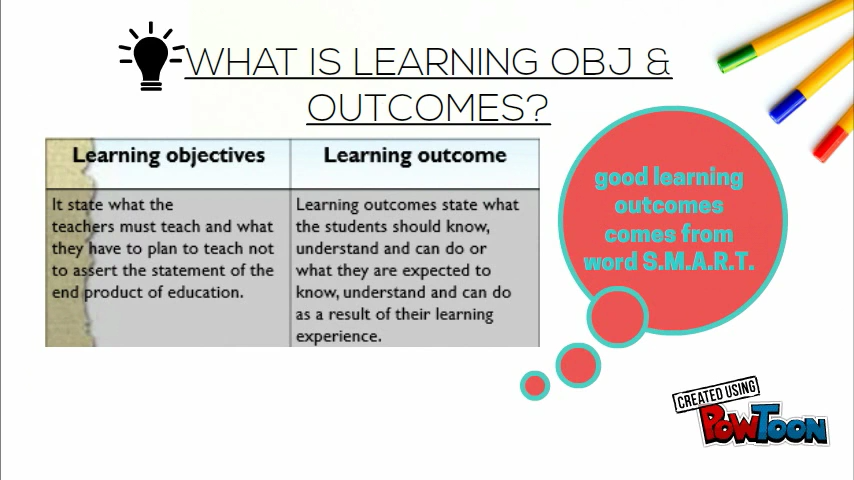 WHAT IS LEARNING OBJ &
OUTCOMES?
Learning objectives
It state what the
teachers must teach and what
they have to plan to teach not
to assert the statement of the
end product of education.
Learning outcome
Learning outcomes state what
the students should know,
understand and can do or
what they are expected to
know, understand and can do
as a result of their learning
experience.
good learning
outcomes
comes from
word S.M.A.R.T.
CREATED USING
POWTOON